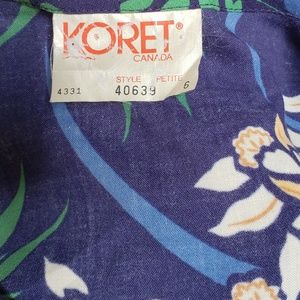 KORET®
CANADA
STYLE PETITE
4331 40639 6